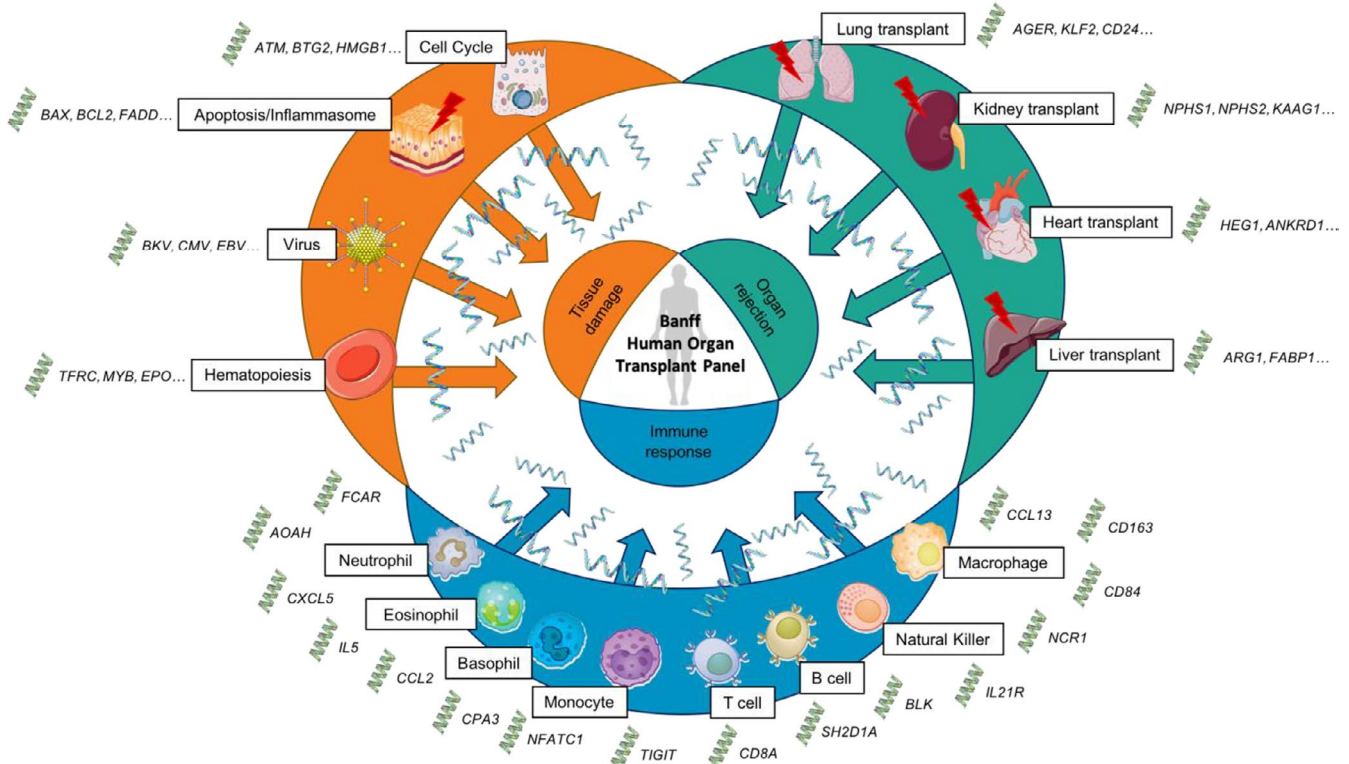 Lung transplant
AGER, KLF2, CD24…
ATM, BTG2, HMGB1…
Cell Cycle
BAX, BCL2, FADD…
Apoptosis/Inflammasome
Kidney transplant
NPHS1, NPHS2, KAAG1…
BKV, CMV, EBV…
Virus
Heart transplant
HEG1, ANKRD1…
Tissue
damage
Organ
rejection
Banff
Human Organ
Transplant Panel
Liver transplant
ARG1, FABP1…
TFRC, MYB, EPO…
Hematopoiesis
Immune
response
FCAR
AOAH
Neutrophil
CXCL5
Eosinophil
IL5
Basophil
CCL2
Monocyte
CPA3
NFATC1
TIGIT
T cell
CD8A
B cell
SH2D1A
BLK
Natural Killer
IL21R
NCR1
Macrophage
CD84
CCL13
CD163